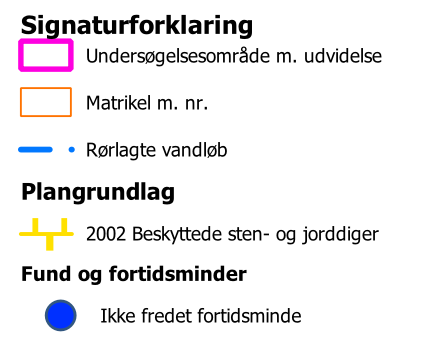 Signaturforklaring
Undersøgelsesområde m. udvidelse
Matrikel m. nr.
Rørlagte vandløb
Plangrundlag
2002 Beskyttede sten- og jorddiger
Fund og fortidsminder
Ikke fredet fortidsminde